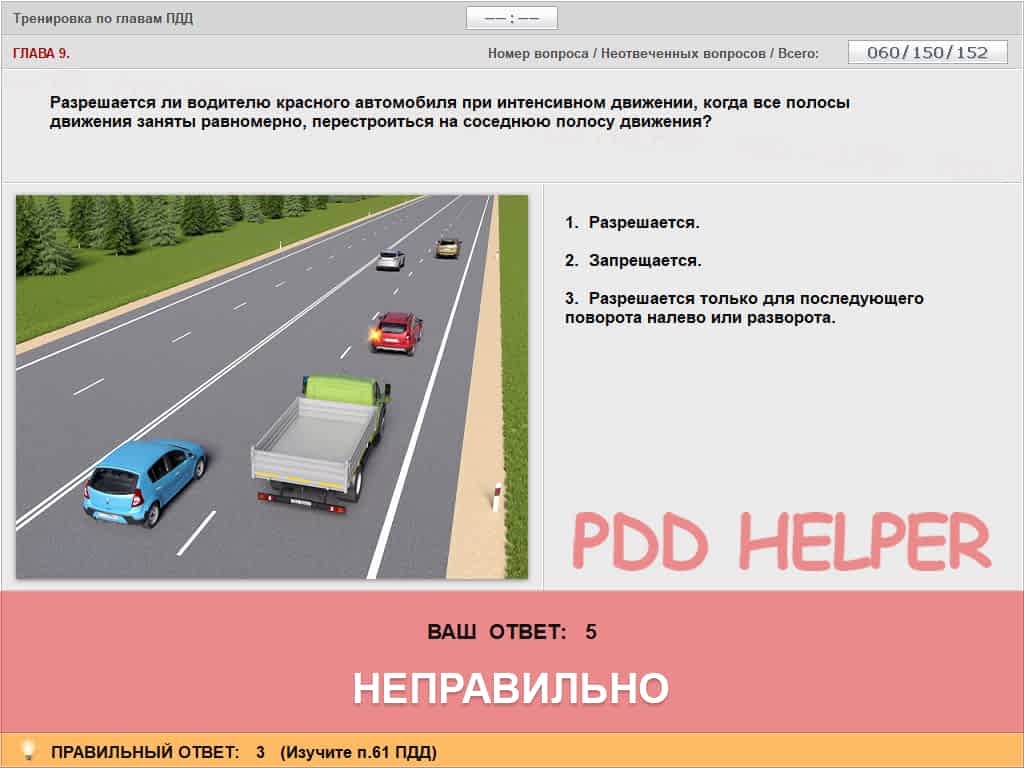 Тренировка по главам ПДД
—— : ——
ГЛАВА 9.
Номер вопроса / Неотвеченных вопросов / Всего:
060/150/152
Разрешается ли водителю красного автомобиля при интенсивном движении, когда все полосы
движения заняты равномерно, перестроиться на соседнюю полосу движения?
1. Разрешается.
2. Запрещается.
3. Разрешается только для последующего
поворота налево или разворота.
PDD HELPER
ВАШ ОТВЕТ: 5
НЕПРАВИЛЬНО
ПРАВИЛЬНЫЙ ОТВЕТ: 3 (Изучите п.61 ПДД)